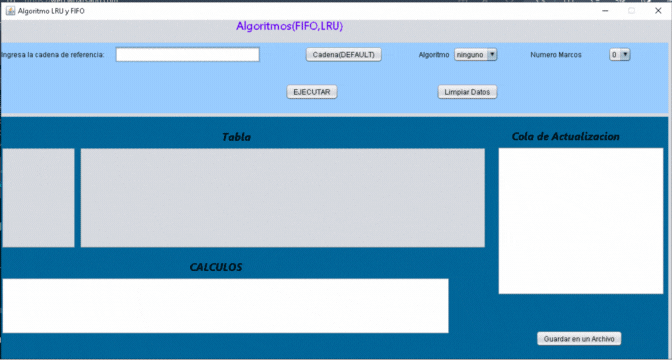 Algoritmo LRU y FIFO
Algoritmos(FIFO,LRU)
Ingresa la cadena de referencia:
Cadena(DEFAULT)
Algoritmo
ninguno
Numero Marcos
0
EJECUTAR
Limpiar Datos
Tabla
Cola de Actualizacion
CALCULOS
Guardar en un Archivo